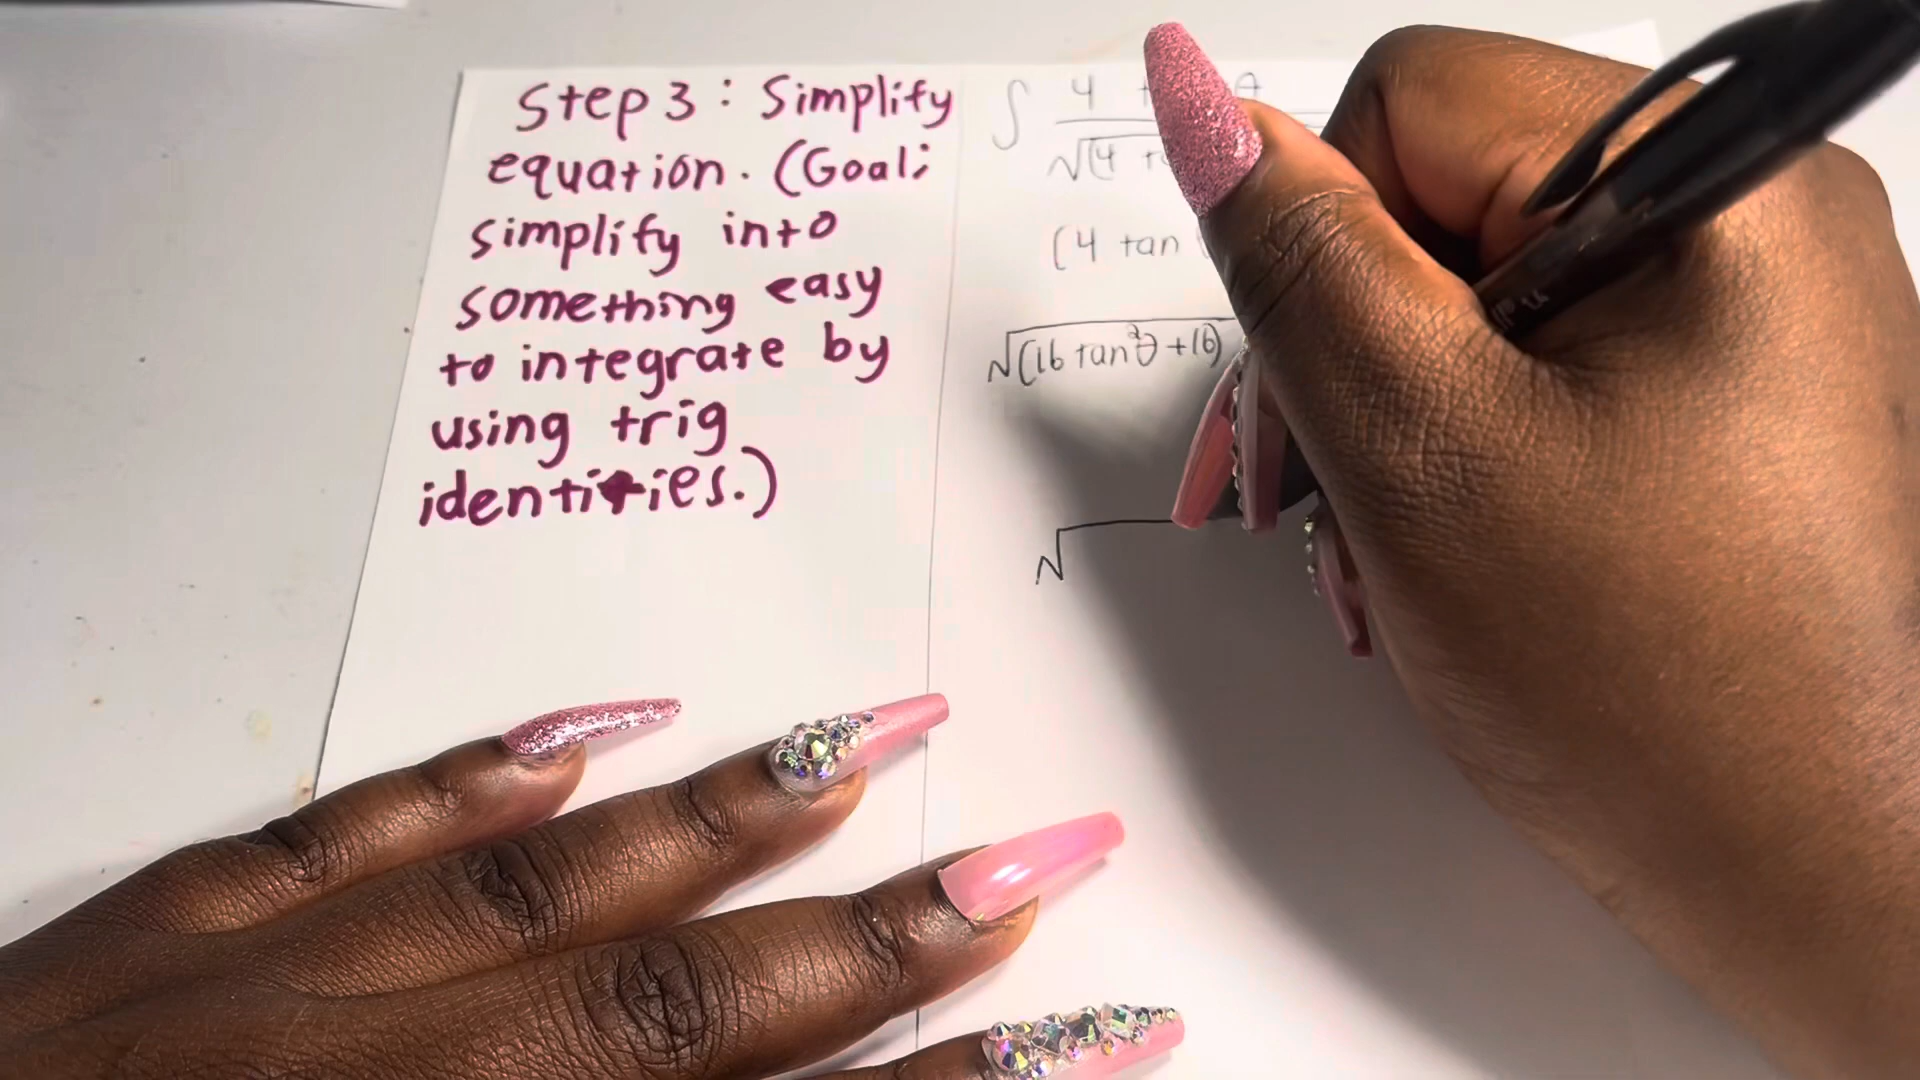 Step 3 : Simplify
equation. (Goal;
simplify into
something easy
to integrate by
using trig
identities.)
∫ 4 θ
√(4
(4 tan
√(16 tan²θ +16)
√